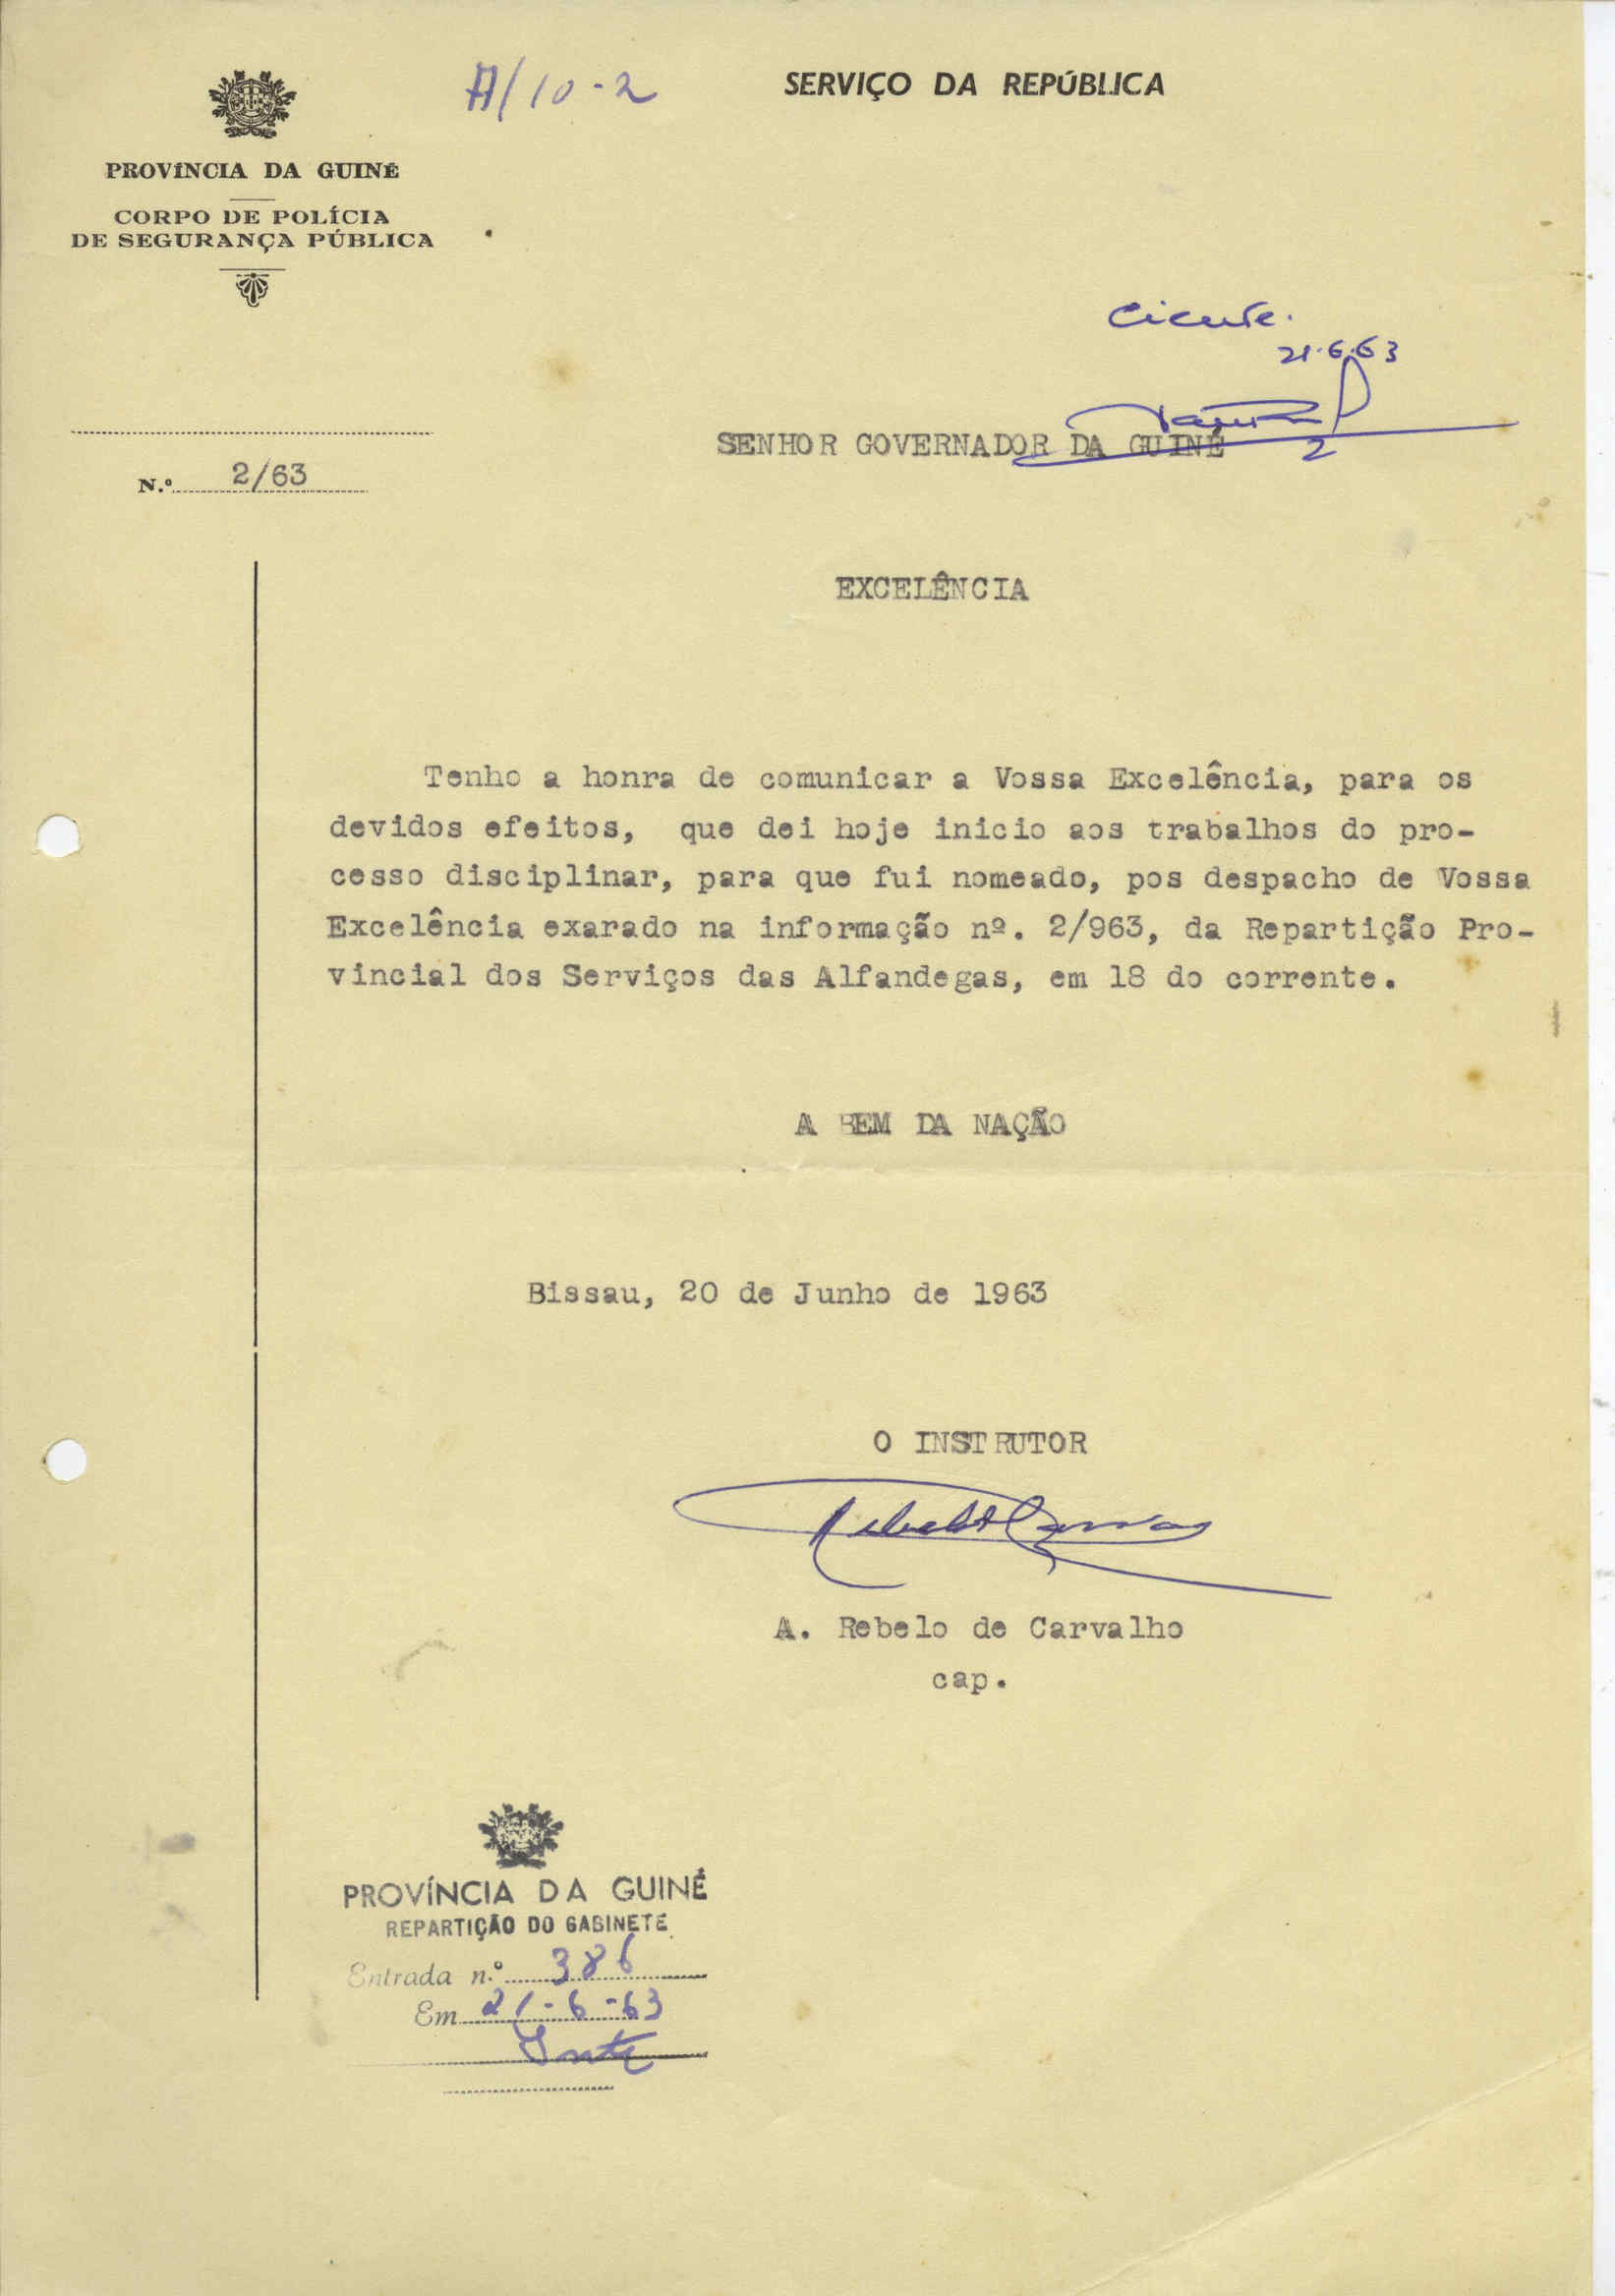 A/10-2
SERVIÇO DA REPÚBLICA
PROVÍNCIA DA GUINÉ
CORPO DE POLÍCIA
DE SEGURANÇA PÚBLICA
Ciente.
21.6.63
SENHOR GOVERNADOR DA GUINÉ
N.º 2/63
EXCELÊNCIA
Tenho a honra de comunicar a Vossa Excelência, para os
devidos efeitos, que dei hoje inicio aos trabalhos do pro-
cesso disciplinar, para que fui nomeado, pos despacho de Vossa
Excelência exarado na informação nº. 2/963, da Repartição Pro-
vincial dos Serviços das Alfandegas, em 18 do corrente.
A BEM DA NAÇÃO
Bissau, 20 de Junho de 1963
O INSTRUTOR
A. Rebelo de Carvalho
cap.
PROVÍNCIA DA GUINÉ
REPARTIÇÃO DO GABINETE
Entrada n.º 386
Em 21-6-63